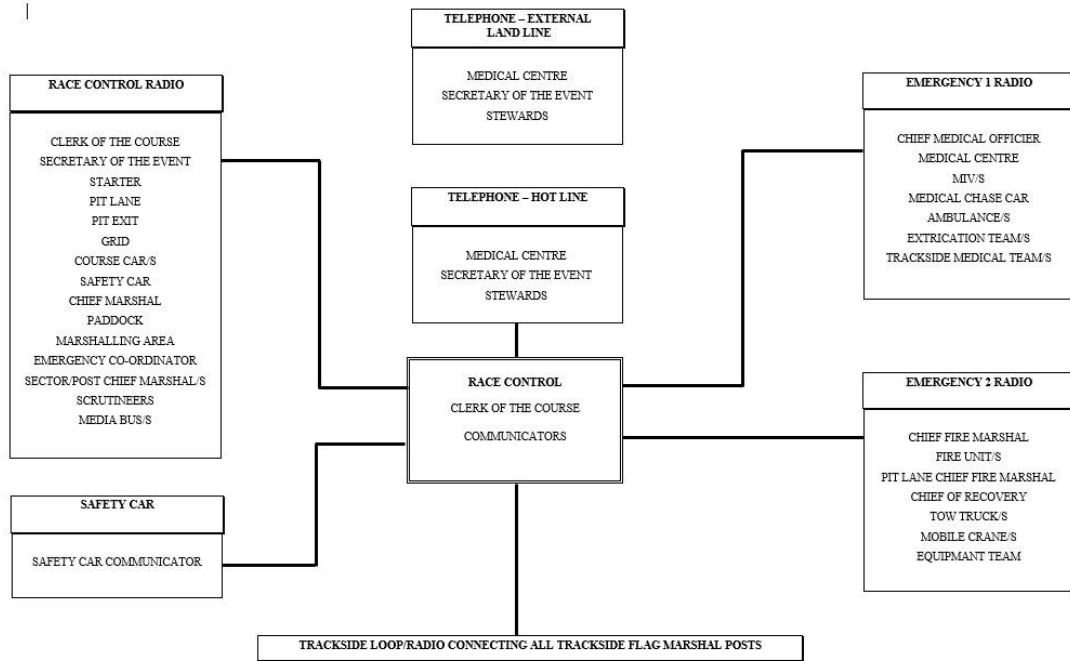 TELEPHONE – EXTERNAL
LAND LINE
MEDICAL CENTRE
SECRETARY OF THE EVENT
STEWARDS
RACE CONTROL RADIO
CLERK OF THE COURSE
SECRETARY OF THE EVENT
STARTER
PIT LANE
PIT EXIT
GRID
COURSE CAR/S
SAFETY CAR
CHIEF MARSHAL
PADDOCK
MARSHALLING AREA
EMERGENCY CO-ORDINATOR
SECTOR/POST CHIEF MARSHAL/S
SCRUTINEERS
MEDIA BUS/S
TELEPHONE – HOT LINE
MEDICAL CENTRE
SECRETARY OF THE EVENT
STEWARDS
EMERGENCY 1 RADIO
CHIEF MEDICAL OFFICIER
MEDICAL CENTRE
MIV/S
MEDICAL CHASE CAR
AMBULANCE/S
EXTRICATION TEAM/S
TRACKSIDE MEDICAL TEAM/S
RACE CONTROL
CLERK OF THE COURSE
COMMUNICATORS
EMERGENCY 2 RADIO
CHIEF FIRE MARSHAL
FIRE UNIT/S
PIT LANE CHIEF FIRE MARSHAL
CHIEF OF RECOVERY
TOW TRUCK/S
MOBILE CRANE/S
EQUIPMANT TEAM
SAFETY CAR
SAFETY CAR COMMUNICATOR
TRACKSIDE LOOP/RADIO CONNECTING ALL TRACKSIDE FLAG MARSHAL POSTS